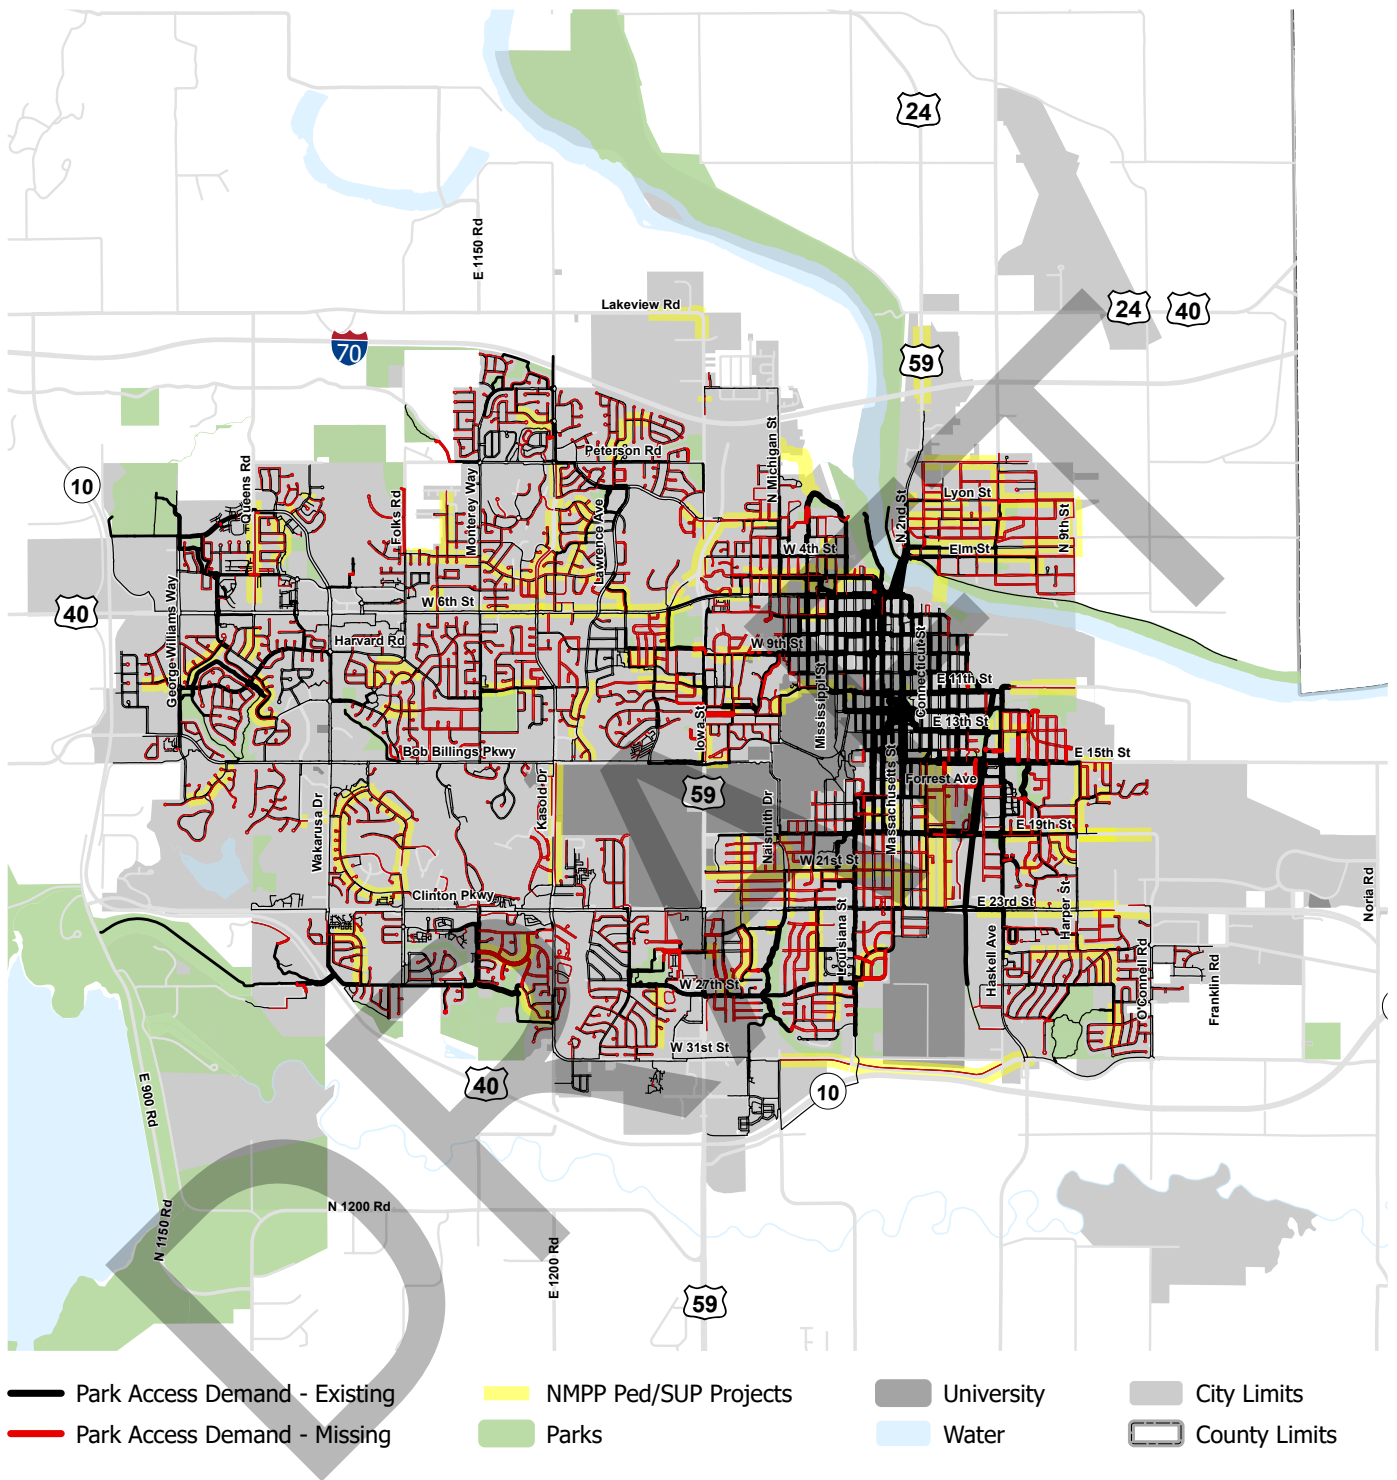 24
E 1150 Rd
Lakeview Rd
24
40
70
59
N Michigan St
Peterson Rd
10
Queens Rd
Folks Rd
Monterey Way
Lawrence Ave
Lyon St
N 2nd St
N 9th St
W 4th St
Elm St
40
George Williams Way
W 6th St
Harvard Rd
W 9th St
Connecticut St
Mississippi St
E 11th St
E 13th St
Iowa St
Bob Billings Pkwy
E 15th St
Massachusetts St
Forrest Ave
Kasold Dr
59
Naismith Dr
Wakarusa Dr
E 19th St
W 21st St
Clinton Pkwy
E 23rd St
Harper St
Noria Rd
Louisiana St
Haskell Ave
O'Connell Rd
Franklin Rd
W 27th St
W 31st St
40
10
E 900 Rd
N 1200 Rd
N 1150 Rd
E 1200 Rd
59
DRAFT
Park Access Demand - Existing
NMPP Ped/SUP Projects
University
City Limits
Park Access Demand - Missing
Parks
Water
County Limits